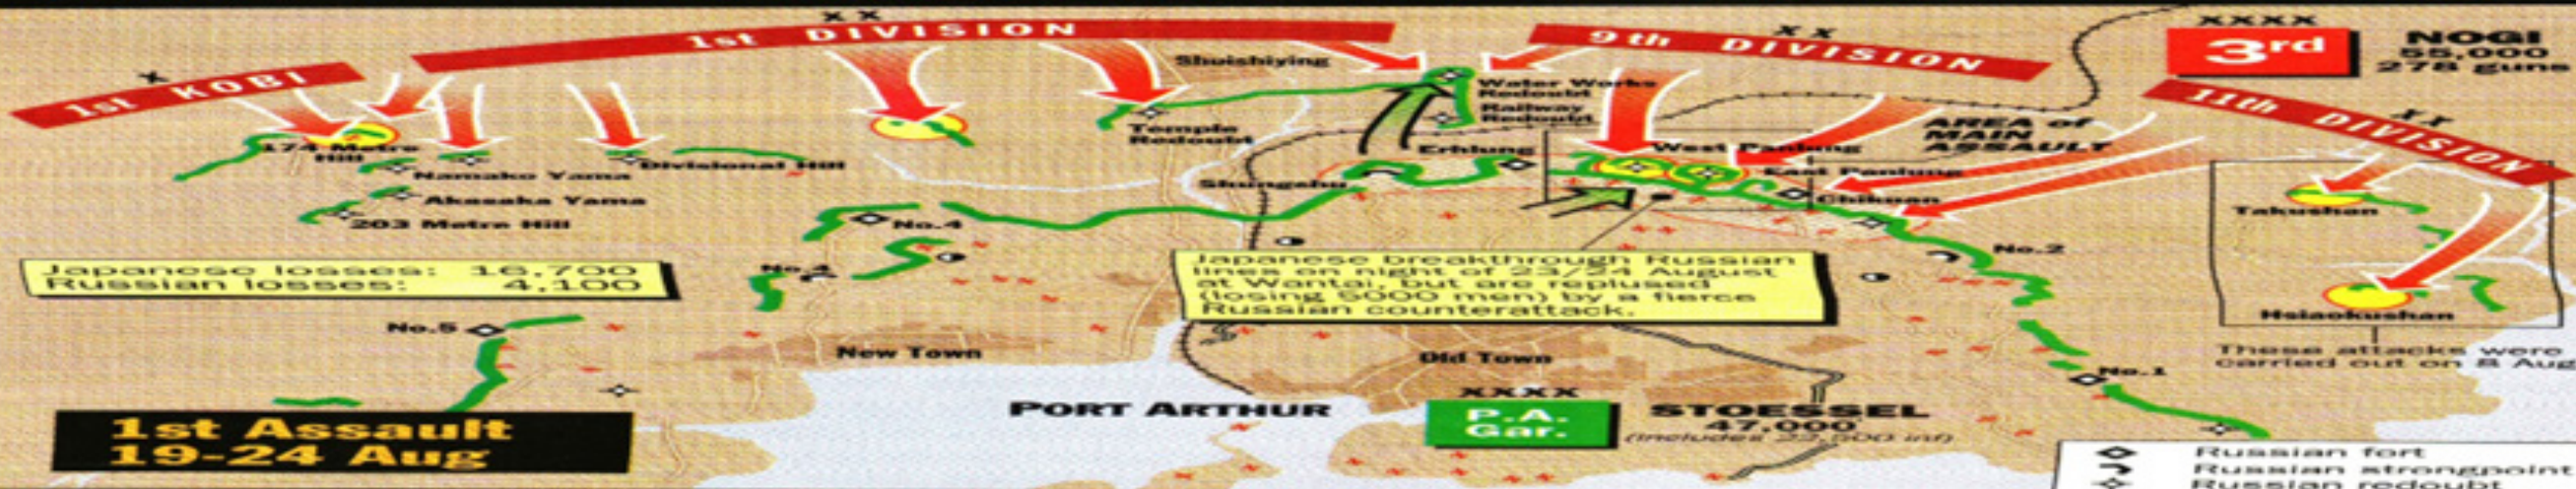 X X
1st DIVISION
X X
9th DIVISION
XXXX
3rd
NOGI
55,000
278 guns
X
1st KOBI
X X
11th DIVISION
Shuishiying
Water Works
Redoubt
Railway
Redoubt
Temple
Redoubt
AREA of
MAIN
ASSAULT
174 Metre
Hill
Namako Yama
Divisional Hill
Akasaka Yama
203 Metre Hill
Erhlung
West Panlung
East Panlung
Shungshu
Chikuan
Takushan
No.4
No.2
Japanese losses: 16,700
Russian losses: 4,100
Japanese breakthrough Russian
lines on night of 23/24 August
at Wantai, but are replused
(losing 5000 men) by a fierce
Russian counterattack.
Hsiaokushan
These attacks were
carried out on 8 Aug
No.5
New Town
Old Town
No.1
PORT ARTHUR
XXXX
P.A.
Gar.
STOESSEL
47,000
(includes 22,500 inf)
1st Assault
19-24 Aug
Russian fort
Russian strongpoint
Russian redoubt